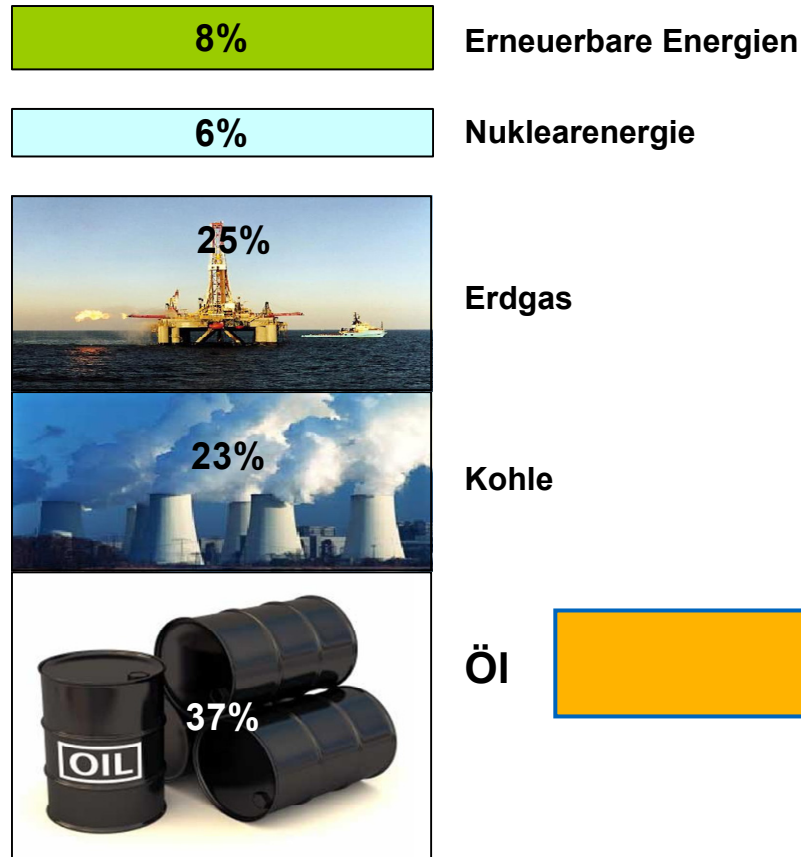 8% Erneuerbare Energien
6% Nuklearenergie
25%
Erdgas
23%
Kohle
Öl
37%
OIL